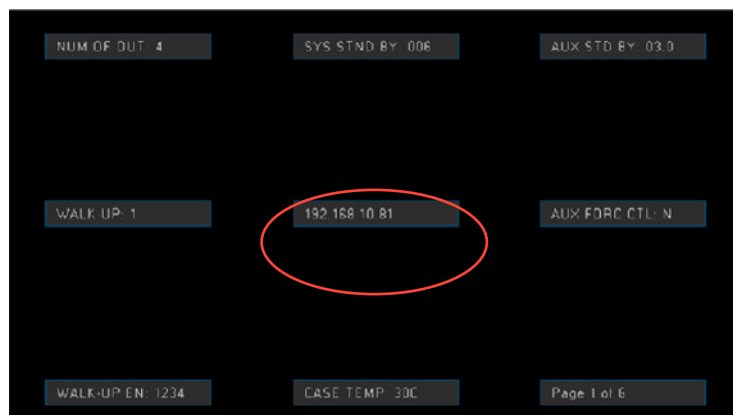 NUM OF OUT: 4
SYS STND BY: 006
AUX STD BY: 03.0
WALK UP: 1
192.168.10.81
AUX FORC CTL: N
WALK-UP EN: 1234
CASE TEMP: 30C
Page 1 of 6